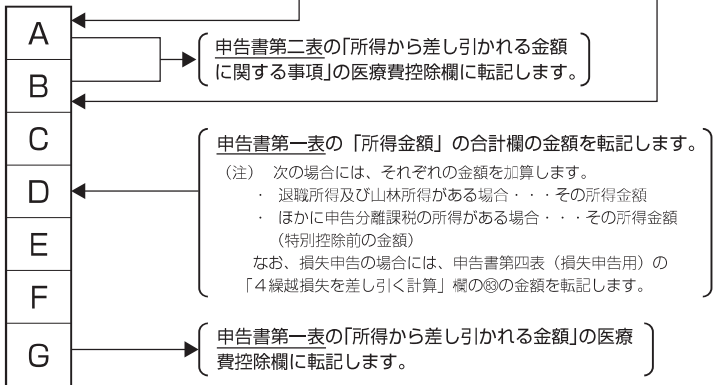 A
申告書第二表の「所得から差し引かれる金額
に関する事項」の医療費控除欄に転記します。
B
C
申告書第一表の「所得金額」の合計欄の金額を転記します。
(注) 次の場合には、それぞれの金額を加算します。
・ 退職所得及び山林所得がある場合・・・その所得金額
D
・ ほかに申告分離課税の所得がある場合・・・その所得金額
(特別控除前の金額)
E
なお、損失申告の場合には、申告書第四表(損失申告用)の
「4繰越損失を差し引く計算」欄の㊳の金額を転記します。
F
申告書第一表の「所得から差し引かれる金額」の医療
費控除欄に転記します。
G